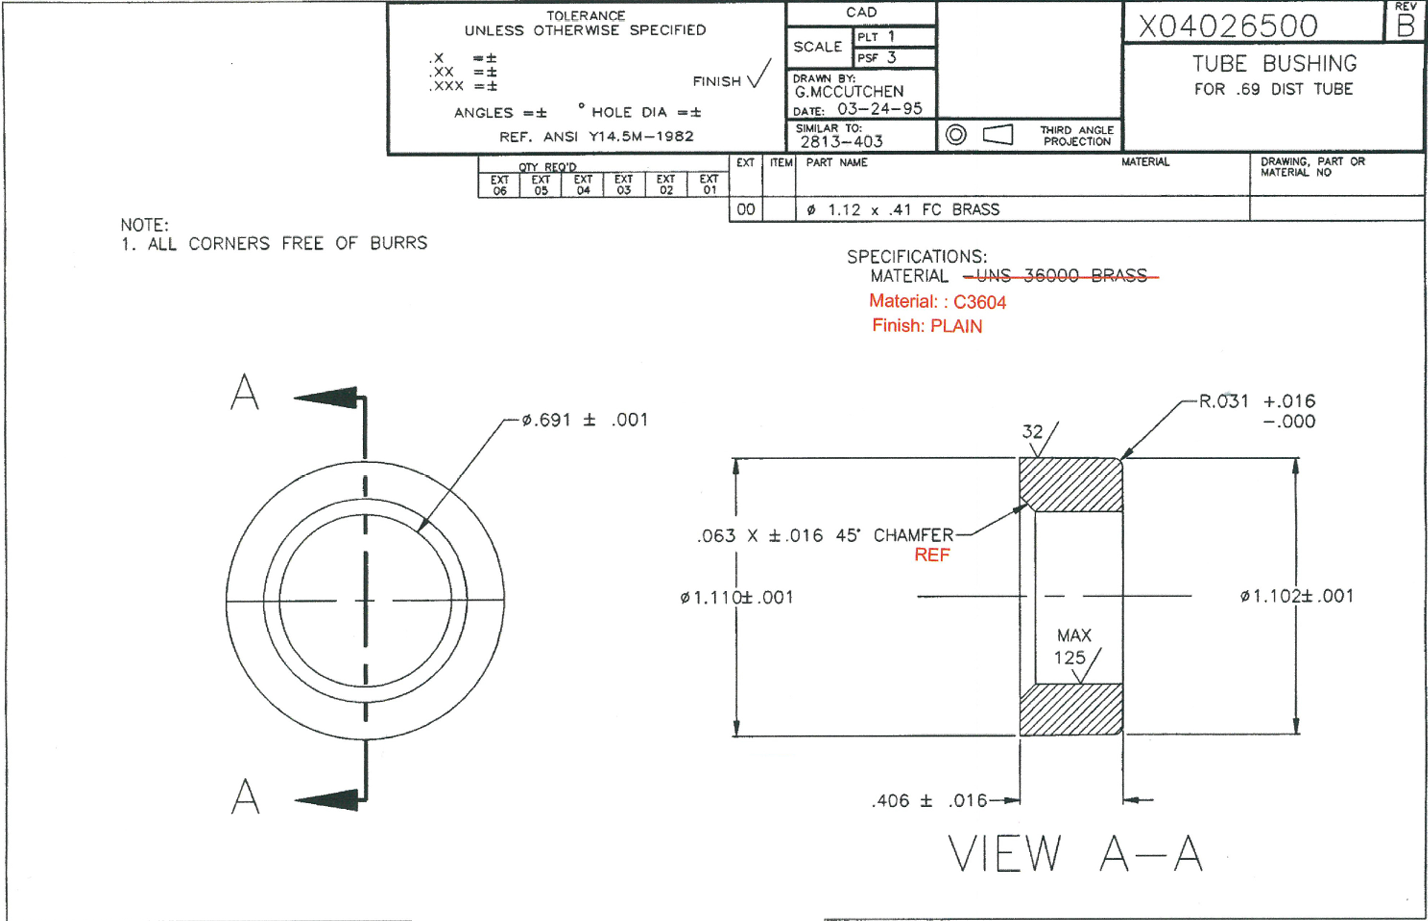 TOLERANCE
UNLESS OTHERWISE SPECIFIED
.X =±
.XX =±
.XXX =±
FINISH
ANGLES =± ° HOLE DIA =±
REF. ANSI Y14.5M-1982
CAD
SCALE
PLT 1
PSF 3
DRAWN BY:
G.MCCUTCHEN
DATE: 03-24-95
SIMILAR TO:
2813-403
THIRD ANGLE
PROJECTION
X04026500
REV
B
TUBE BUSHING
FOR .69 DIST TUBE
QTY REQ'D
EXT 06
EXT 05
EXT 04
EXT 03
EXT 02
EXT 01
EXT
ITEM
PART NAME
MATERIAL
DRAWING, PART OR
MATERIAL NO
00
ø 1.12 x .41 FC BRASS
NOTE:
1. ALL CORNERS FREE OF BURRS
SPECIFICATIONS:
MATERIAL -UNS 36000 BRASS
Material: : C3604
Finish: PLAIN
A
ø.691 ± .001
A
R.031 +.016
-.000
32
.063 X ±.016 45° CHAMFER
REF
ø1.110±.001
ø1.102±.001
MAX
125
.406 ± .016
VIEW A-A